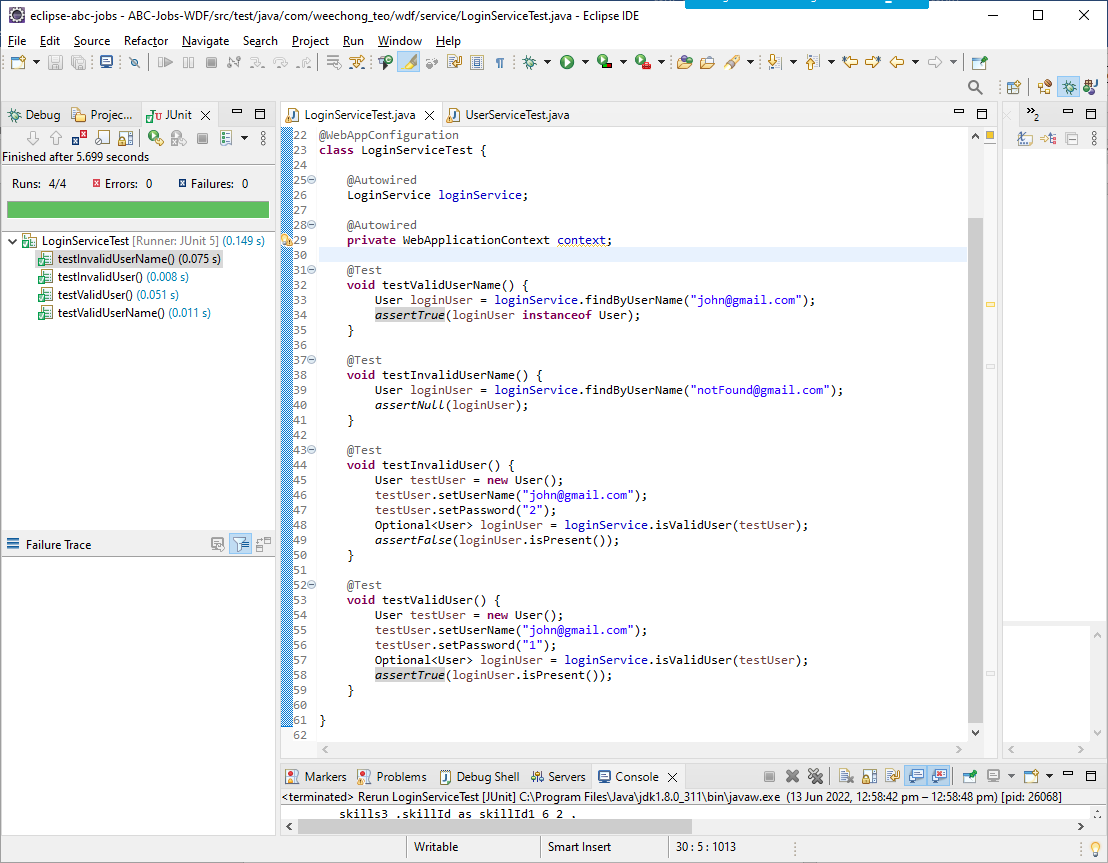 eclipse-abc-jobs - ABC-Jobs-WDF/src/test/java/com/weechong_teo/wdf/service/LoginServiceTest.java - Eclipse IDE
File Edit Source Refactor Navigate Search Project Run Window Help
Debug Projec... JUnit
Finished after 5.699 seconds
Runs: 4/4 Errors: 0 Failures: 0
LoginServiceTest [Runner: JUnit 5] (0.149 s)
testInvalidUserName() (0.075 s)
testInvalidUser() (0.008 s)
testValidUser() (0.051 s)
testValidUserName() (0.011 s)
Failure Trace
LoginServiceTest.java UserServiceTest.java
2
22 @WebAppConfiguration
23 class LoginServiceTest {
24
25 @Autowired
26 LoginService loginService;
27
28 @Autowired
29 private WebApplicationContext context;
30
31 @Test
32 void testValidUserName() {
33 User loginUser = loginService.findByUserName("john@gmail.com");
34 assertTrue(loginUser instanceof User);
35 }
36
37 @Test
38 void testInvalidUserName() {
39 User loginUser = loginService.findByUserName("notFound@gmail.com");
40 assertNull(loginUser);
41 }
42
43 @Test
44 void testInvalidUser() {
45 User testUser = new User();
46 testUser.setUserName("john@gmail.com");
47 testUser.setPassword("2");
48 Optional<User> loginUser = loginService.isValidUser(testUser);
49 assertFalse(loginUser.isPresent());
50 }
51
52 @Test
53 void testValidUser() {
54 User testUser = new User();
55 testUser.setUserName("john@gmail.com");
56 testUser.setPassword("1");
57 Optional<User> loginUser = loginService.isValidUser(testUser);
58 assertTrue(loginUser.isPresent());
59 }
60
61 }
62
Markers Problems Debug Shell Servers Console
<terminated> Rerun LoginServiceTest [JUnit] C:\Program Files\Java\jdk1.8.0_311\bin\javaw.exe (13 Jun 2022, 12:58:42 pm – 12:58:48 pm) [pid: 26068]
skills3_.skillId as skillId1_6_2_,
Writable Smart Insert 30 : 5 : 1013